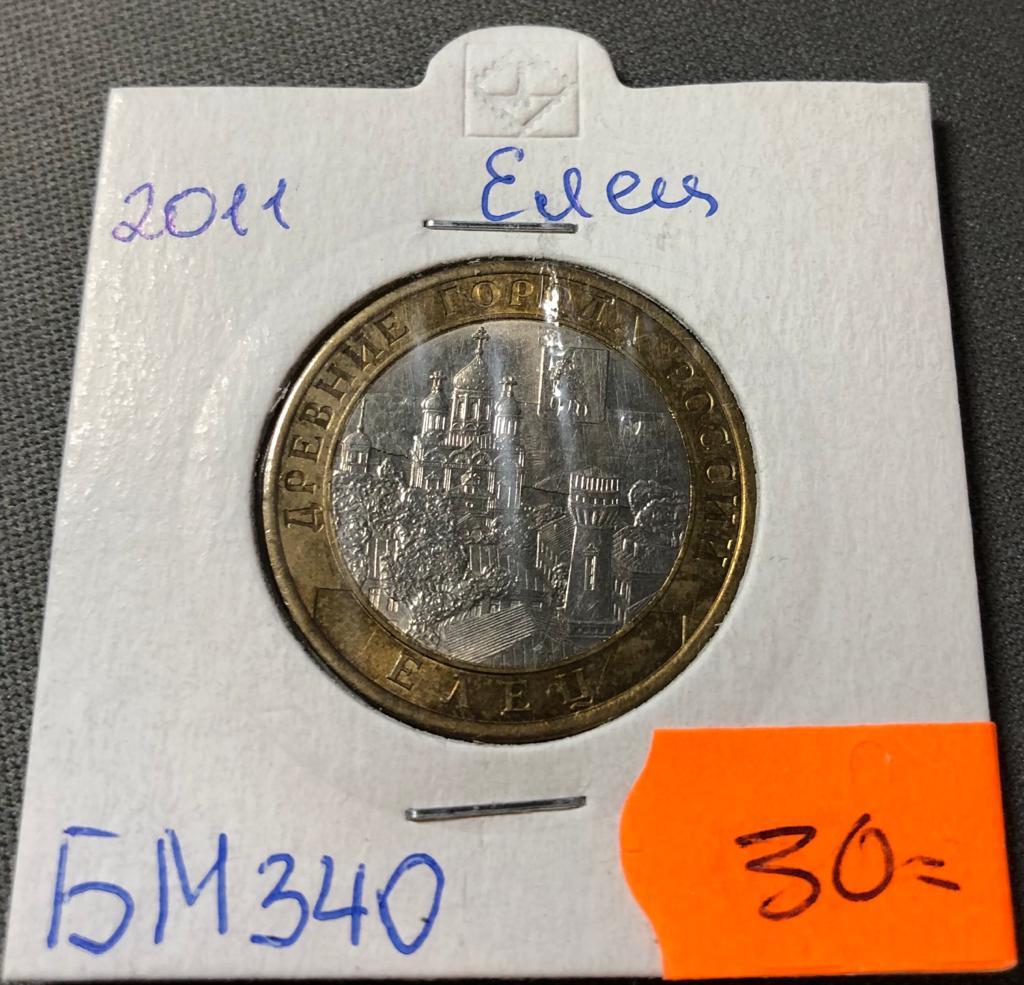 2011 Елец
ДРЕВНИЕ ГОРОДА РОССИИ
ЕЛЕЦ
БМ340
30=